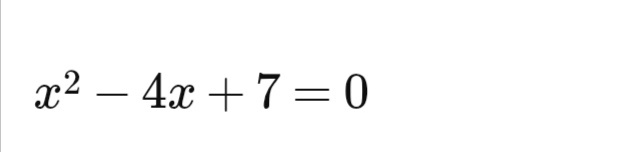 x² − 4x + 7 = 0